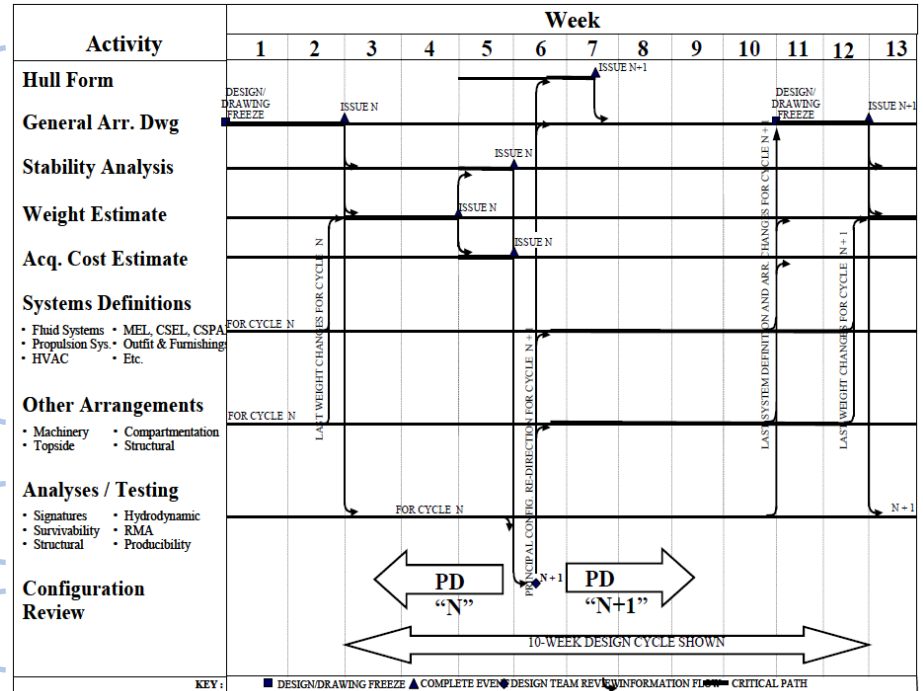 Week
Activity
1 2 3 4 5 6 7 8 9 10 11 12 13
Hull Form
ISSUE N+1
DESIGN/
DRAWING
FREEZE
ISSUE N
DESIGN/
DRAWING
FREEZE
ISSUE N+1
General Arr. Dwg
Stability Analysis
ISSUE N
Weight Estimate
ISSUE N
Acq. Cost Estimate
ISSUE N
Systems Definitions
• Fluid Systems • MEL, CSEL, CSPA
• Propulsion Sys. • Outfit & Furnishings
• HVAC • Etc.
FOR CYCLE N
LAST WEIGHT CHANGES FOR CYCLE N
PRINCIPAL CONFIG. RE-DIRECTION FOR CYCLE N + 1
LAST SYSTEM DEFINITION AND ARR. CHANGES FOR CYCLE N + 1
LAST WEIGHT CHANGES FOR CYCLE N + 1
Other Arrangements
• Machinery • Compartmentation
• Topside • Structural
FOR CYCLE N
Analyses / Testing
• Signatures • Hydrodynamic
• Survivability • RMA
• Structural • Producibility
FOR CYCLE N
N + 1
Configuration
Review
PD
“N”
N + 1
PD
“N+1”
10-WEEK DESIGN CYCLE SHOWN
KEY : DESIGN/DRAWING FREEZE COMPLETE EVEN DESIGN TEAM REVIEW INFORMATION FLO CRITICAL PATH